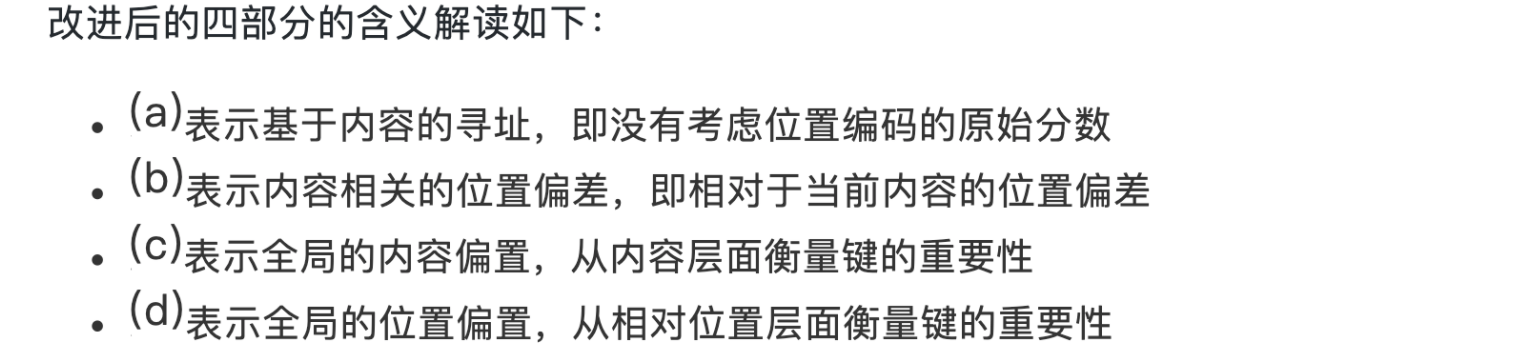 改进后的四部分的含义解读如下：
• (a)表示基于内容的寻址，即没有考虑位置编码的原始分数
• (b)表示内容相关的位置偏差，即相对于当前内容的位置偏差
• (c)表示全局的内容偏置，从内容层面衡量键的重要性
• (d)表示全局的位置偏置，从相对位置层面衡量键的重要性